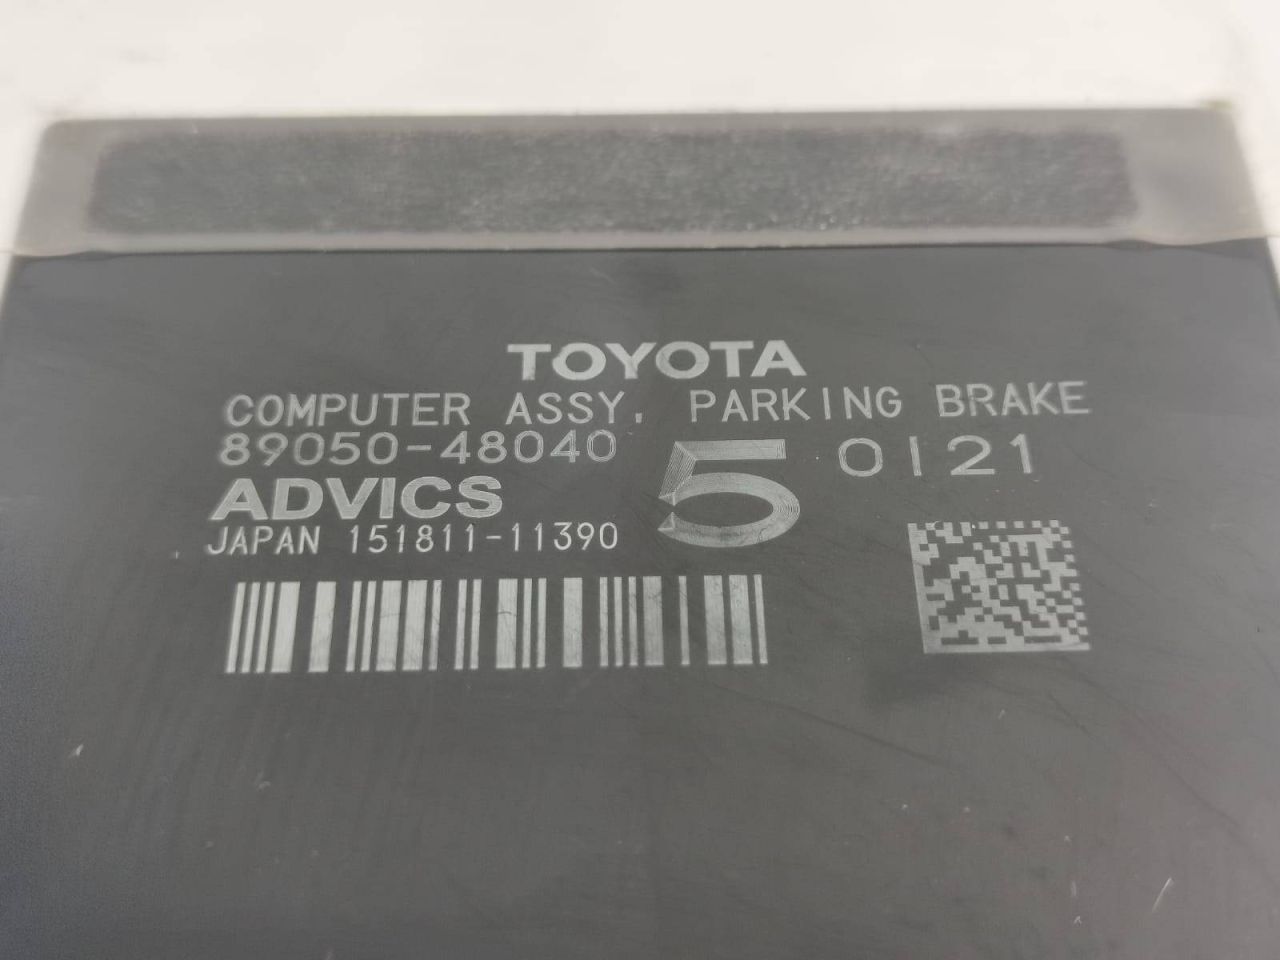 TOYOTA
COMPUTER ASSY, PARKING BRAKE
89050-48040 5 0121
ADVICS
JAPAN 151811-11390